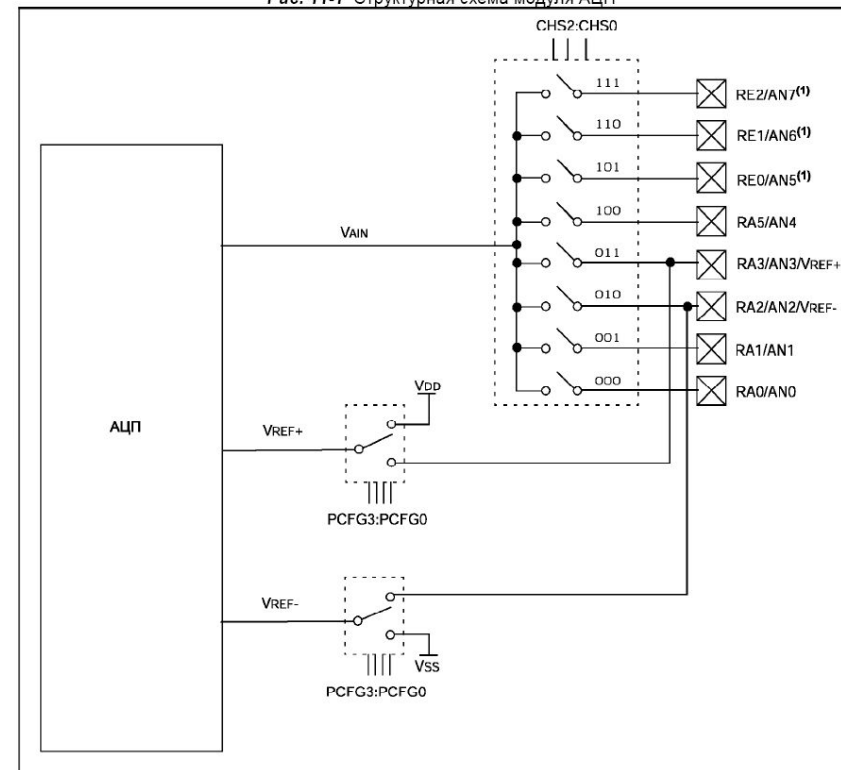 Рис. 11-1 Структурная схема модуля АЦП
CHS2:CHS0
111
RE2/AN7(1)
110
RE1/AN6(1)
101
RE0/AN5(1)
100
RA5/AN4
VAIN
011
RA3/AN3/VREF+
010
RA2/AN2/VREF-
001
RA1/AN1
000
RA0/AN0
VDD
АЦП
VREF+
PCFG3:PCFG0
VREF-
VSS
PCFG3:PCFG0